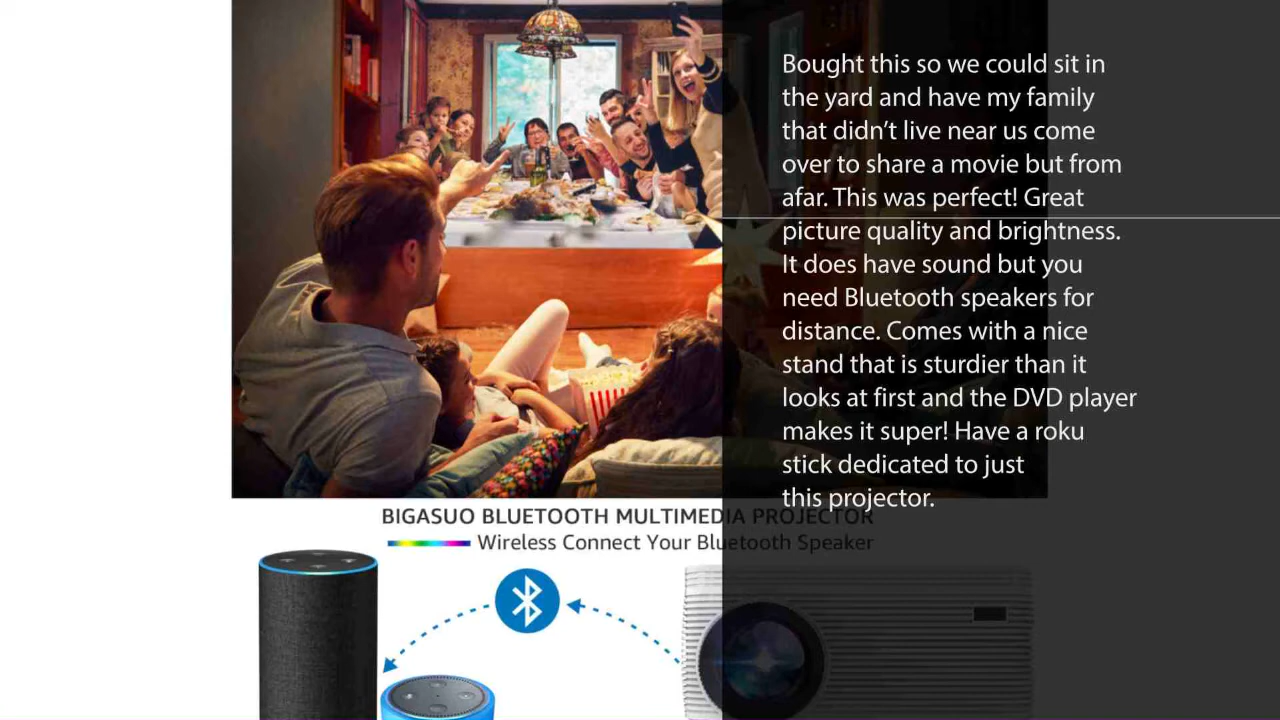 Bought this so we could sit in
the yard and have my family
that didn’t live near us come
over to share a movie but from
afar. This was perfect! Great
picture quality and brightness.
It does have sound but you
need Bluetooth speakers for
distance. Comes with a nice
stand that is sturdier than it
looks at first and the DVD player
makes it super! Have a roku
stick dedicated to just
this projector.
BIGASUO BLUETOOTH MULTIMEDIA PROJECTOR
Wireless Connect Your Bluetooth Speaker